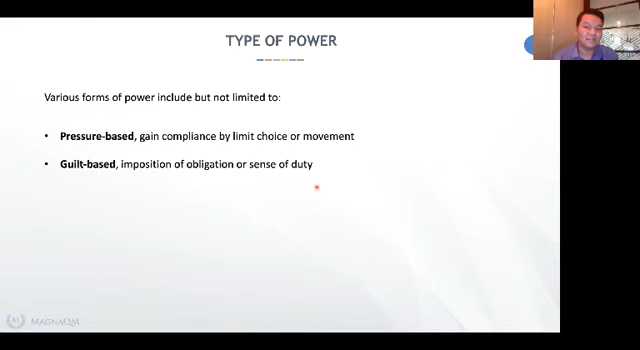 TYPE OF POWER
Various forms of power include but not limited to:
• Pressure-based, gain compliance by limit choice or movement
• Guilt-based, imposition of obligation or sense of duty
MAGNAQM